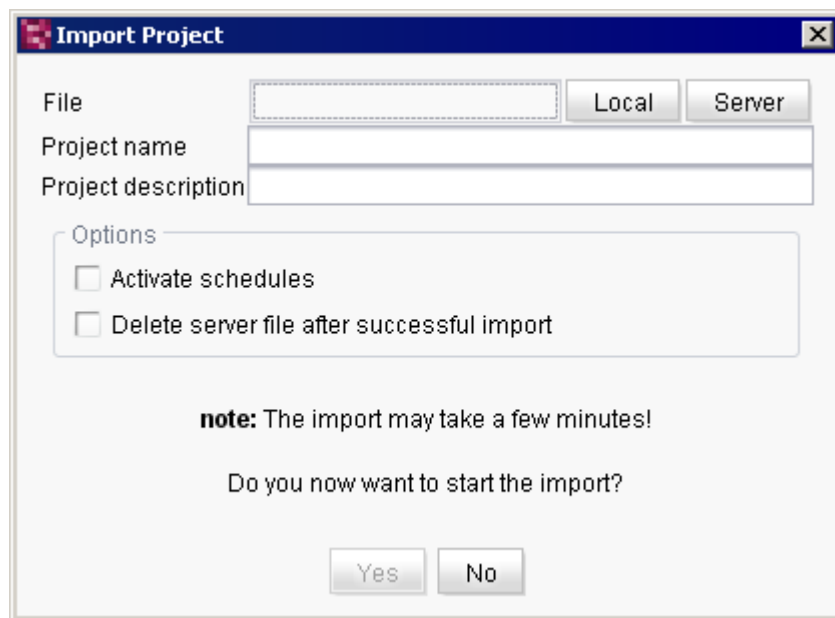 Import Project
File Local Server
Project name
Project description
Options
Activate schedules
Delete server file after successful import
note: The import may take a few minutes!
Do you now want to start the import?
Yes No